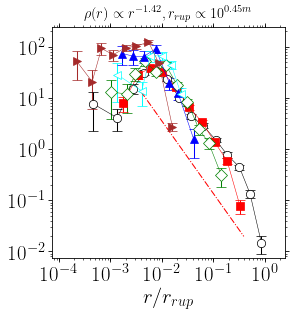 ρ(r) ∝ r^{-1.42}, r_{rup} ∝ 10^{0.45m}
10^2
10^1
10^0
10^{-1}
10^{-2}
10^{-4} 10^{-3} 10^{-2} 10^{-1} 10^0
r/r_{rup}